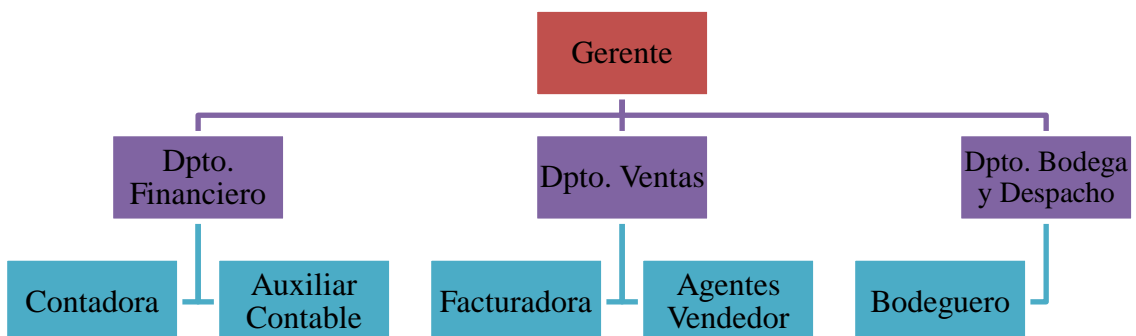 Gerente
Dpto.
Financiero
Dpto. Ventas
Dpto. Bodega
y Despacho
Contadora
Auxiliar
Contable
Facturadora
Agentes
Vendedor
Bodeguero